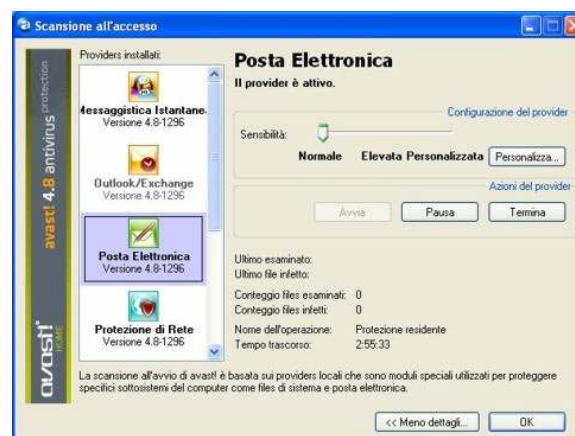 Scansione all'accesso
avast! 4.8 antivirus protection
avast! HOME
Providers installati:
Messaggistica Istantane
Versione 4.8-1296
Outlook/Exchange
Versione 4.8-1296
Posta Elettronica
Versione 4.8-1296
Protezione di Rete
Versione 4.8-1296
Posta Elettronica
Il provider è attivo.
Configurazione del provider
Sensibilità:
Normale Elevata Personalizzata
Personalizza...
Azioni del provider
Avvia Pausa Termina
Ultimo esaminato:
Ultimo file infetto:
Conteggio files esaminati: 0
Conteggio files infetti: 0
Nome dell'operazione: Protezione residente
Tempo trascorso: 2:55:33
La scansione all'avvio di avast! è basata sui providers locali che sono moduli speciali utilizzati per proteggere
specifici sottosistemi del computer come files di sistema e posta elettronica.
<< Meno dettagli... OK